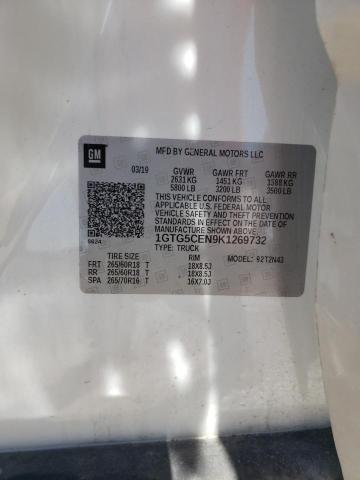 GM
MFD BY GENERAL MOTORS LLC
03/19 GVWR GAWR FRT GAWR RR
2631 KG 1451 KG 1588 KG
5800 LB 3200 LB 3500 LB
THIS VEHICLE CONFORMS TO ALL
APPLICABLE U.S. FEDERAL MOTOR
VEHICLE SAFETY AND THEFT PREVENTION
STANDARDS IN EFFECT ON THE DATE OF
MANUFACTURE SHOWN ABOVE.
1GTG5CEN9K1269732
TYPE: TRUCK
9824
TIRE SIZE RIM MODEL: 92T2N43
FRT 265/60R18 T 18X8.5J
RR 265/60R18 T 18X8.5J
SPA 265/70R16 T 16X7.0J